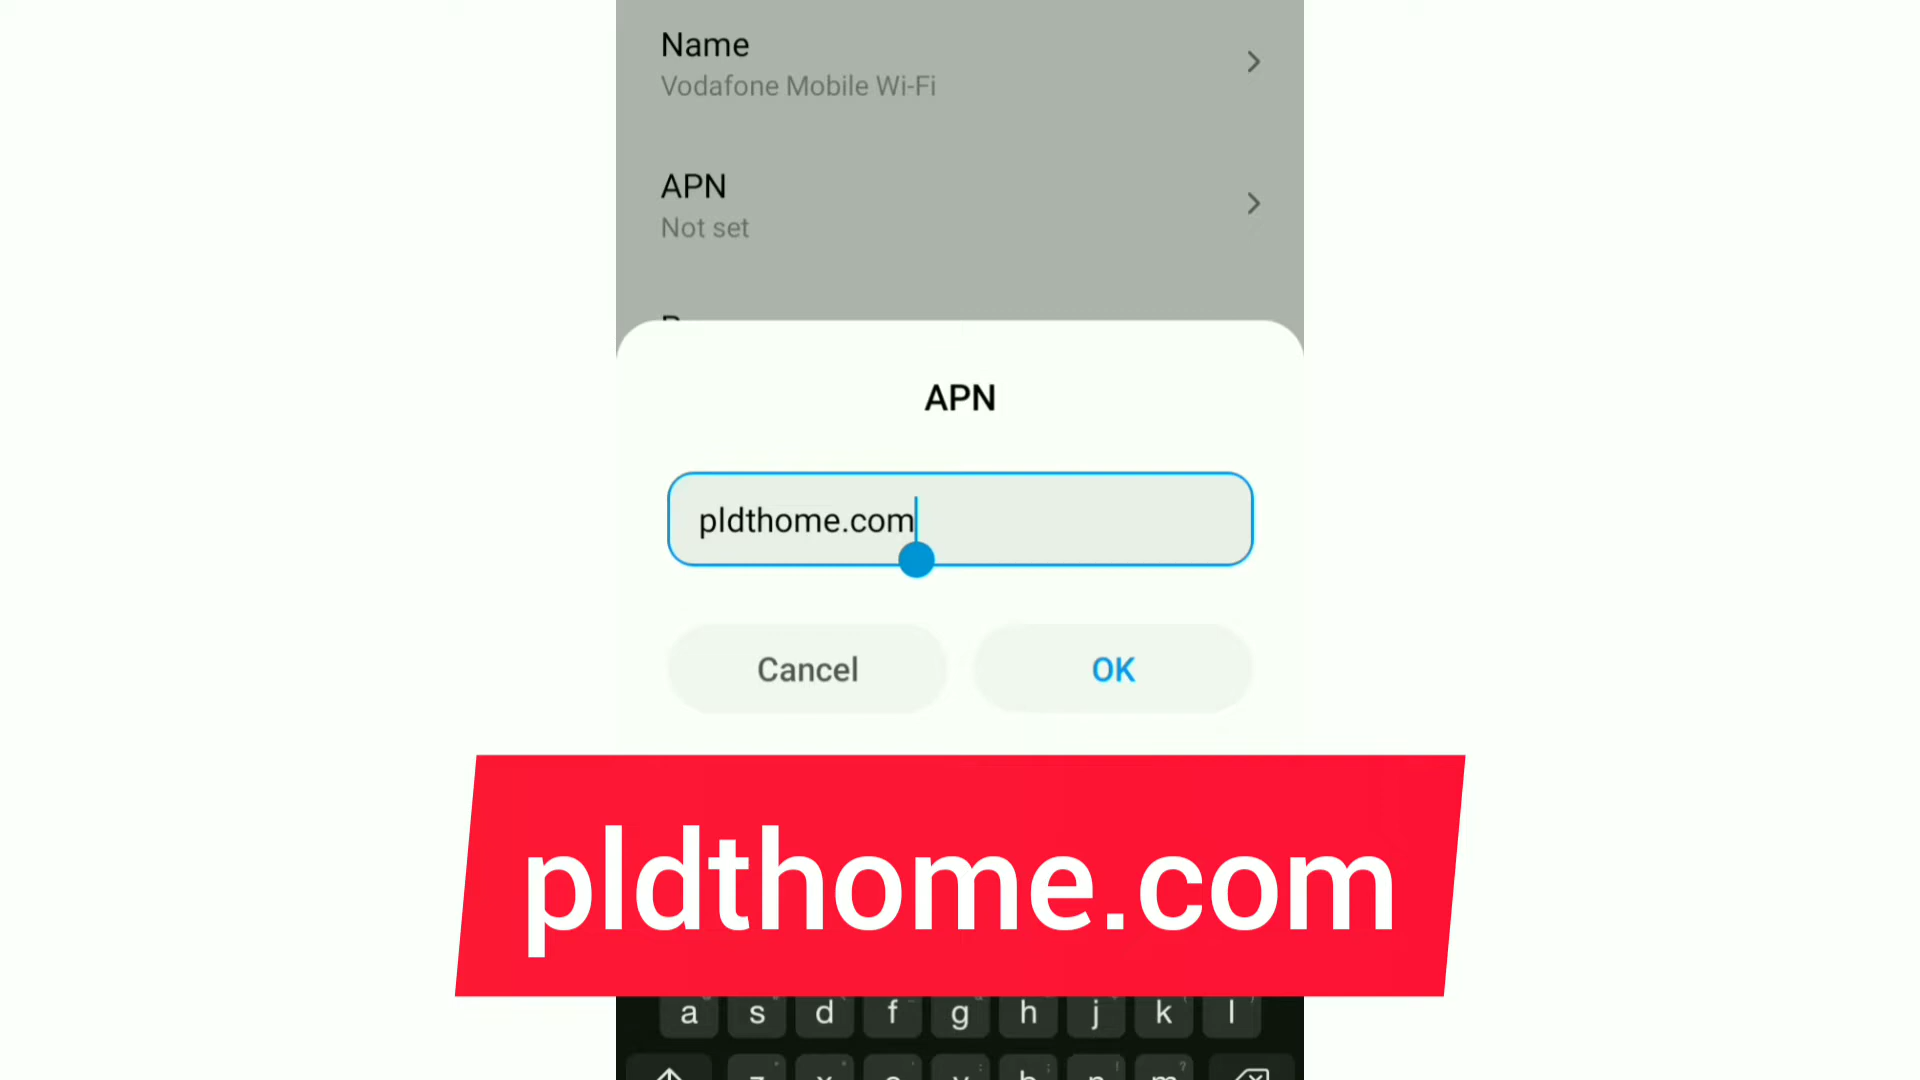 Name
Vodafone Mobile Wi-Fi
APN
Not set
APN
pldthome.com
Cancel
OK
pldthome.com
a s d f g h j k l
z x c v b n m